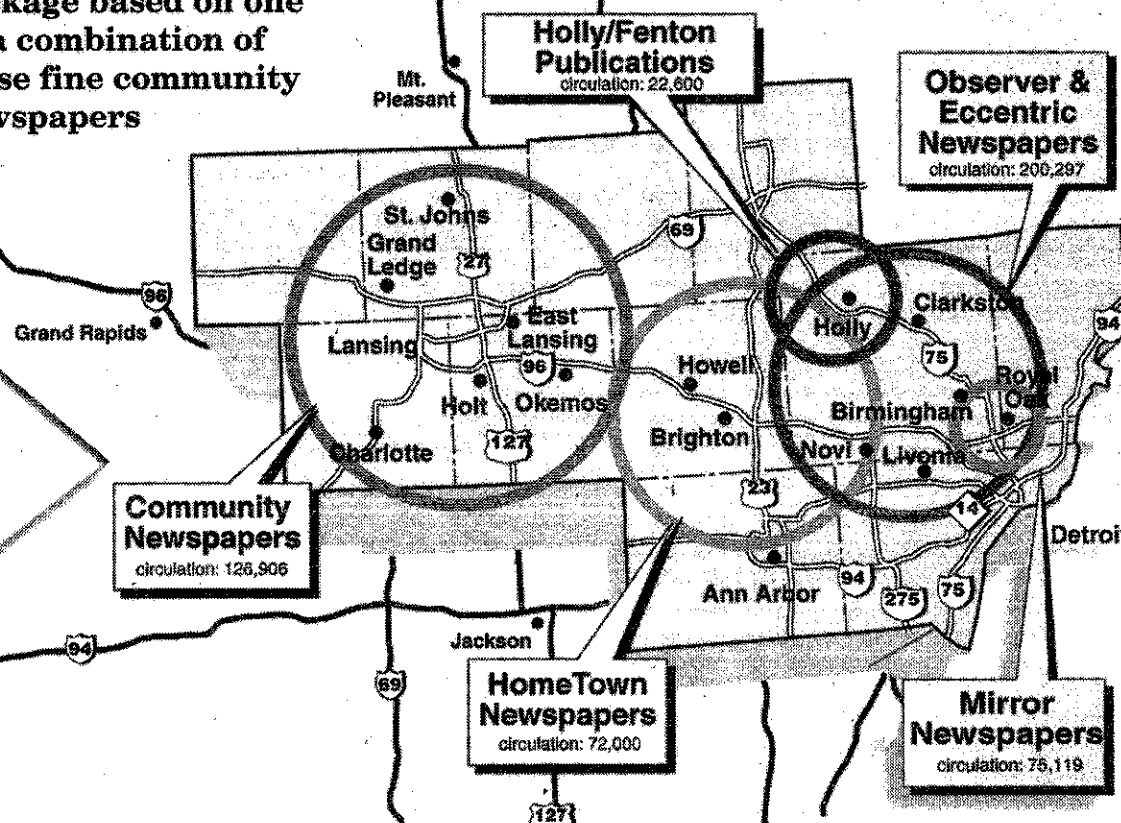 kage based on one
a combination of
se fine community
wspapers
Mt.
Pleasant
Holly/Fenton
Publications
circulation: 22,600
Observer &
Eccentric
Newspapers
circulation: 200,297
St. Johns
Grand
Ledge
27
69
96
Grand Rapids
Lansing
East
Lansing
96
Holt
Okemos
127
Charlotte
Howell
Brighton
Holly
Clarkston
75
94
Royal
Oak
Birmingham
Novi
Livonia
23
14
Detroi
Ann Arbor
94
275
75
Community
Newspapers
circulation: 126,906
94
Jackson
69
HomeTown
Newspapers
circulation: 72,000
Mirror
Newspapers
circulation: 75,119
127